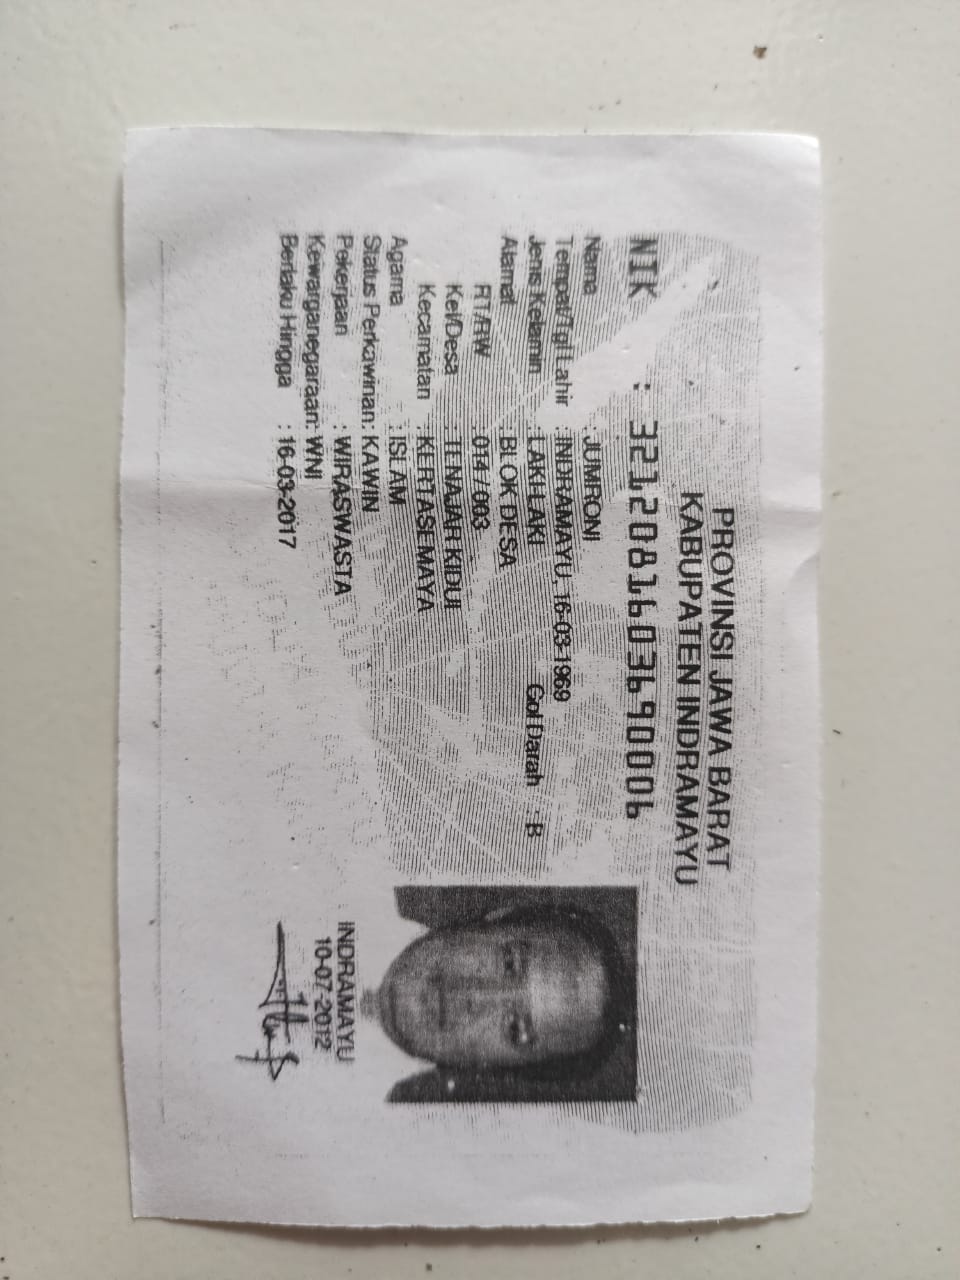 PROVINSI JAWA BARAT
KABUPATEN INDRAMAYU
NIK : 3212081603690006
Nama : JUMRONI
Tempat/Tgl Lahir : INDRAMAYU, 16-03-1969
Jenis Kelamin : LAKI-LAKI Gol Darah : B
Alamat : BLOK DESA
RT/RW : 014 / 003
Kel/Desa : TENAJAR KIDUL
Kecamatan : KERTASEMAYA
Agama : ISLAM
Status Perkawinan: KAWIN
Pekerjaan : WIRASWASTA
Kewarganegaraan: WNI
Berlaku Hingga : 16-03-2017
INDRAMAYU
10-07-2012